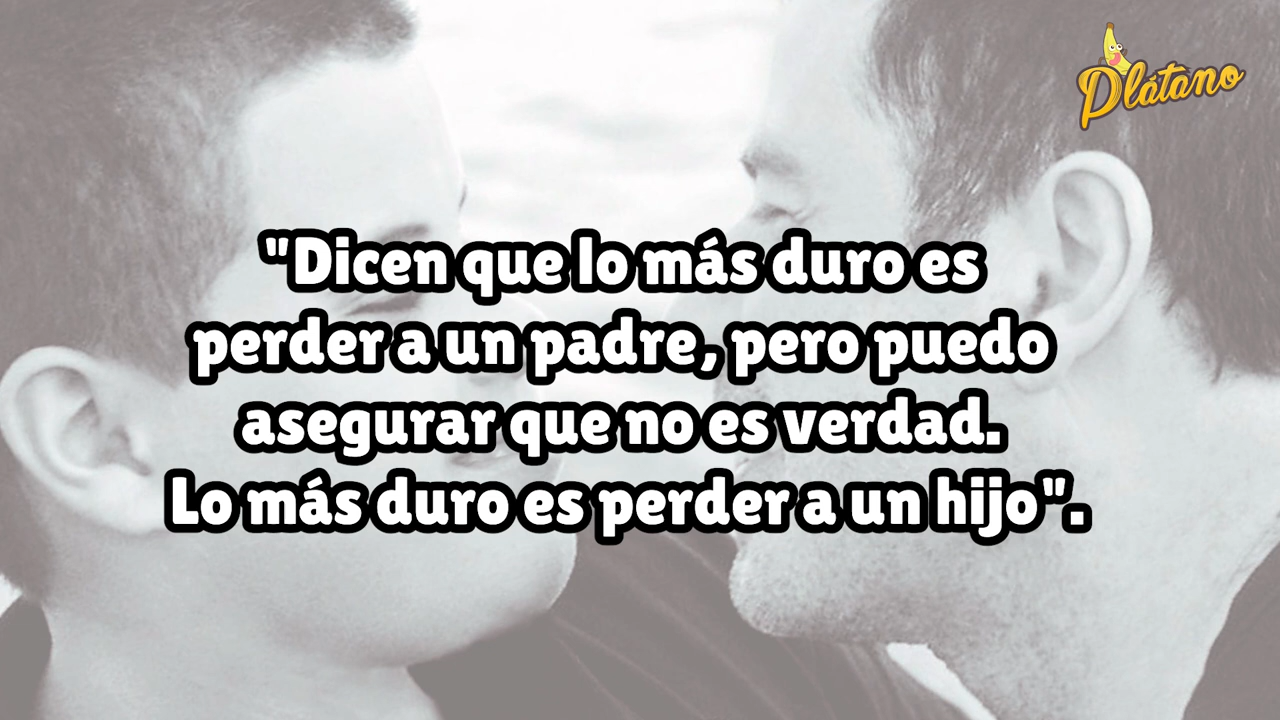 Plátano
"Dicen que lo más duro es
perder a un padre, pero puedo
asegurar que no es verdad.
Lo más duro es perder a un hijo".